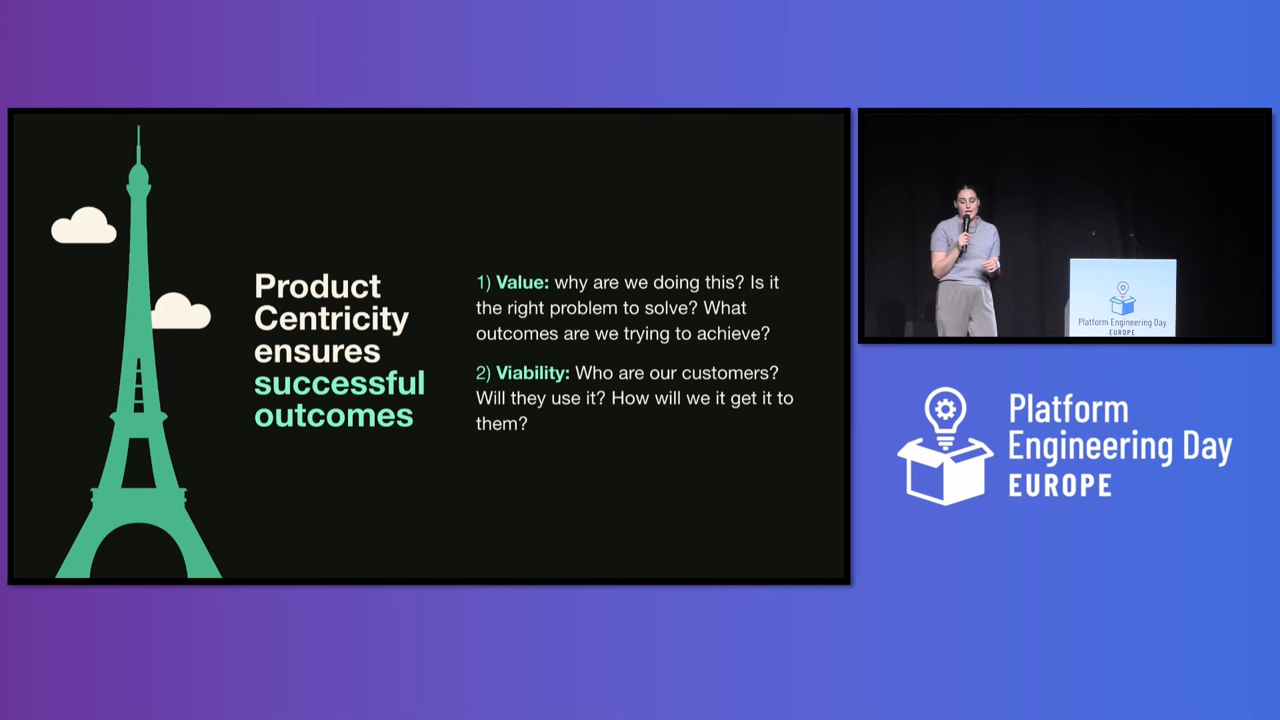 Product
Centricity
ensures
successful
outcomes
1) Value: why are we doing this? Is it
the right problem to solve? What
outcomes are we trying to achieve?
2) Viability: Who are our customers?
Will they use it? How will we it get it to
them?
Platform Engineering Day
EUROPE
Platform
Engineering Day
EUROPE